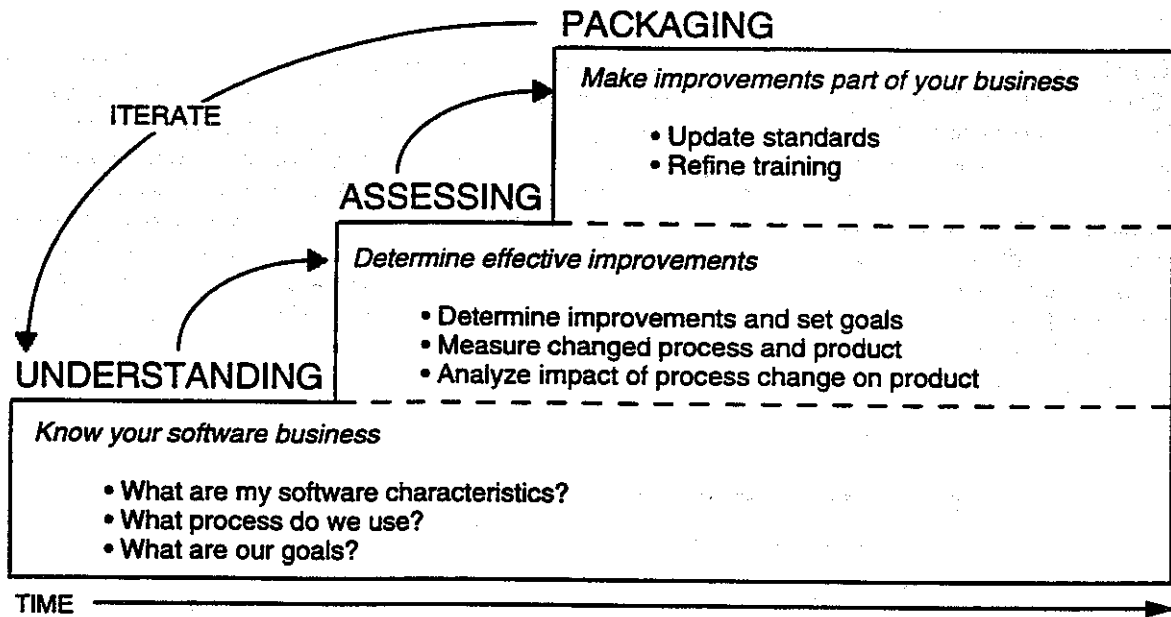 PACKAGING
Make improvements part of your business
• Update standards
• Refine training
ITERATE
ASSESSING
Determine effective improvements
• Determine improvements and set goals
• Measure changed process and product
• Analyze impact of process change on product
UNDERSTANDING
Know your software business
• What are my software characteristics?
• What process do we use?
• What are our goals?
TIME